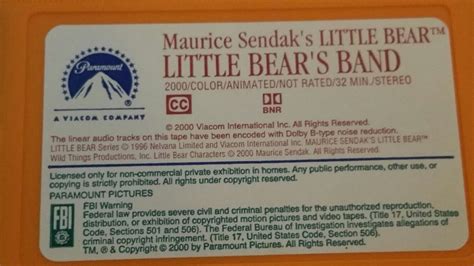 Paramount
A VIACOM COMPANY
Maurice Sendak's LITTLE BEAR™
LITTLE BEAR'S BAND
2000/COLOR/ANIMATED/NOT RATED/32 MIN./STEREO
CC
BNR
© 2000 Viacom International Inc. All Rights Reserved.
The linear audio tracks on this tape have been encoded with Dolby B-type noise reduction.
LITTLE BEAR Series © 1996 Nelvana Limited and Viacom International Inc. MAURICE SENDAK'S LITTLE BEAR™
Wild Things Productions, Inc. Little Bear Characters © 2000 Maurice Sendak. All Rights Reserved.
Licensed only for non-commercial private exhibition in homes. Any public performance, other use, or
copying is strictly prohibited. All rights reserved.
PARAMOUNT PICTURES
FBI
FBI Warning
Federal law provides severe civil and criminal penalties for the unauthorized reproduction,
distribution, or exhibition of copyrighted motion pictures and video tapes. (Title 17, United States
Code, Sections 501 and 506). The Federal Bureau of Investigation investigates allegations of
criminal copyright infringement. (Title 17, United States Code, Section 506).
TM, ® & Copyright © 2000 by Paramount Pictures. All Rights Reserved.